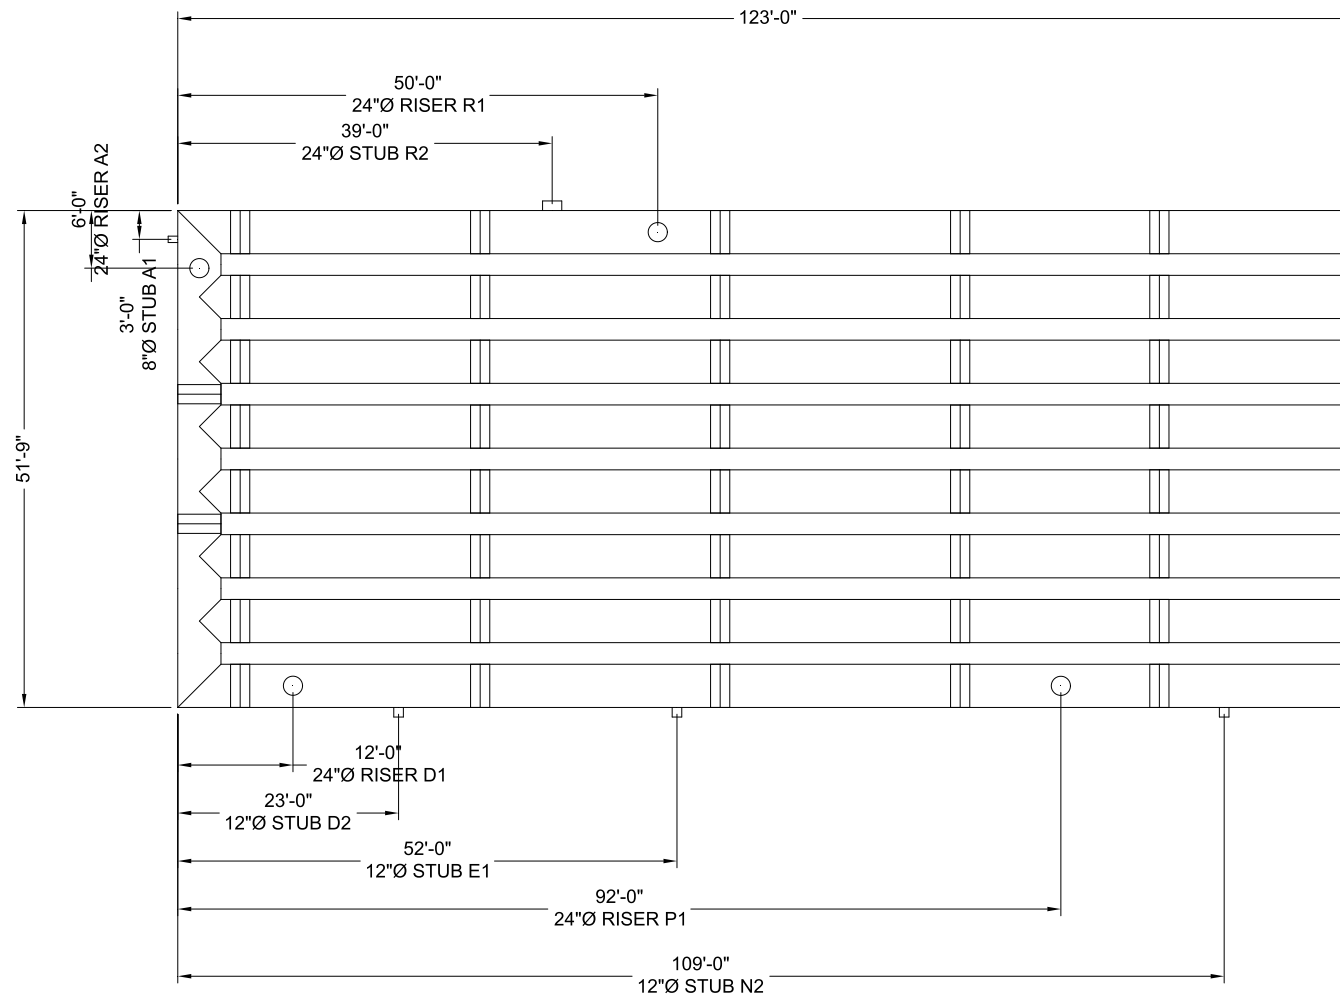 123'-0"
50'-0"
24"Ø RISER R1
39'-0"
24"Ø STUB R2
6'-0"
24"Ø RISER A2
3'-0"
8"Ø STUB A1
51'-9"
12'-0"
24"Ø RISER D1
23'-0"
12"Ø STUB D2
52'-0"
12"Ø STUB E1
92'-0"
24"Ø RISER P1
109'-0"
12"Ø STUB N2